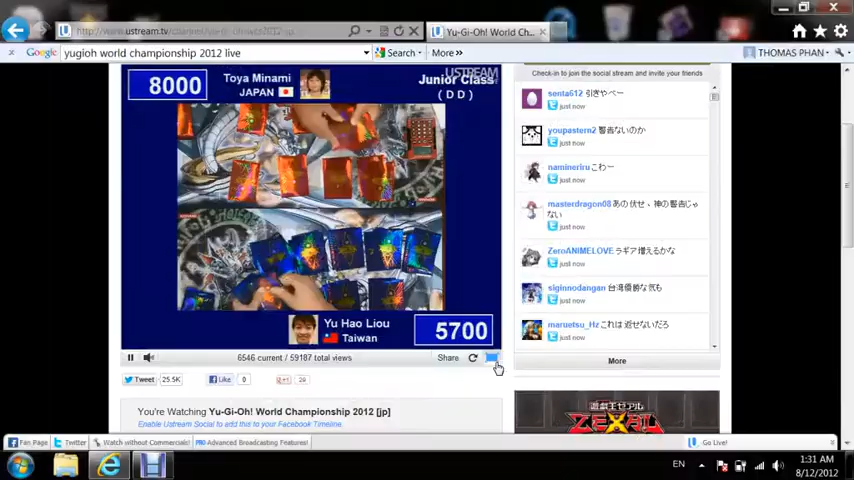 Yu-Gi-Oh! World Ch...
yugioh world championship 2012 live
Google
Search
More»
THOMAS PHAN
8000
Toya Minami
JAPAN
USTREAM
Junior Class
(DD)
Yu Hao Liou
Taiwan
5700
6546 current / 59187 total views
Share
Tweet
25.5K
Like
0
+1
You're Watching Yu-Gi-Oh! World Championship 2012 [jp]
Enable Ustream Social to add this to your Facebook Timeline.
Check-in to join the social stream and invite your friends
senta612 引きやべー
just now
youpastern2 警告ないのか
just now
namineriru こわー
just now
masterdragon08 あの伏せ、神の警告じゃ
ない
just now
ZeroANIMELOVE ラギア増えるかな
just now
siginnodangan 台湾優勝な気も
just now
maruetsu_Hz これは返せないだろ
just now
More
遊戯王
ZEXAL
Fan Page
Twitter
Watch without Commercials!
PRO Advanced Broadcasting Features!
Go Live!
EN
1:31 AM
8/12/2012